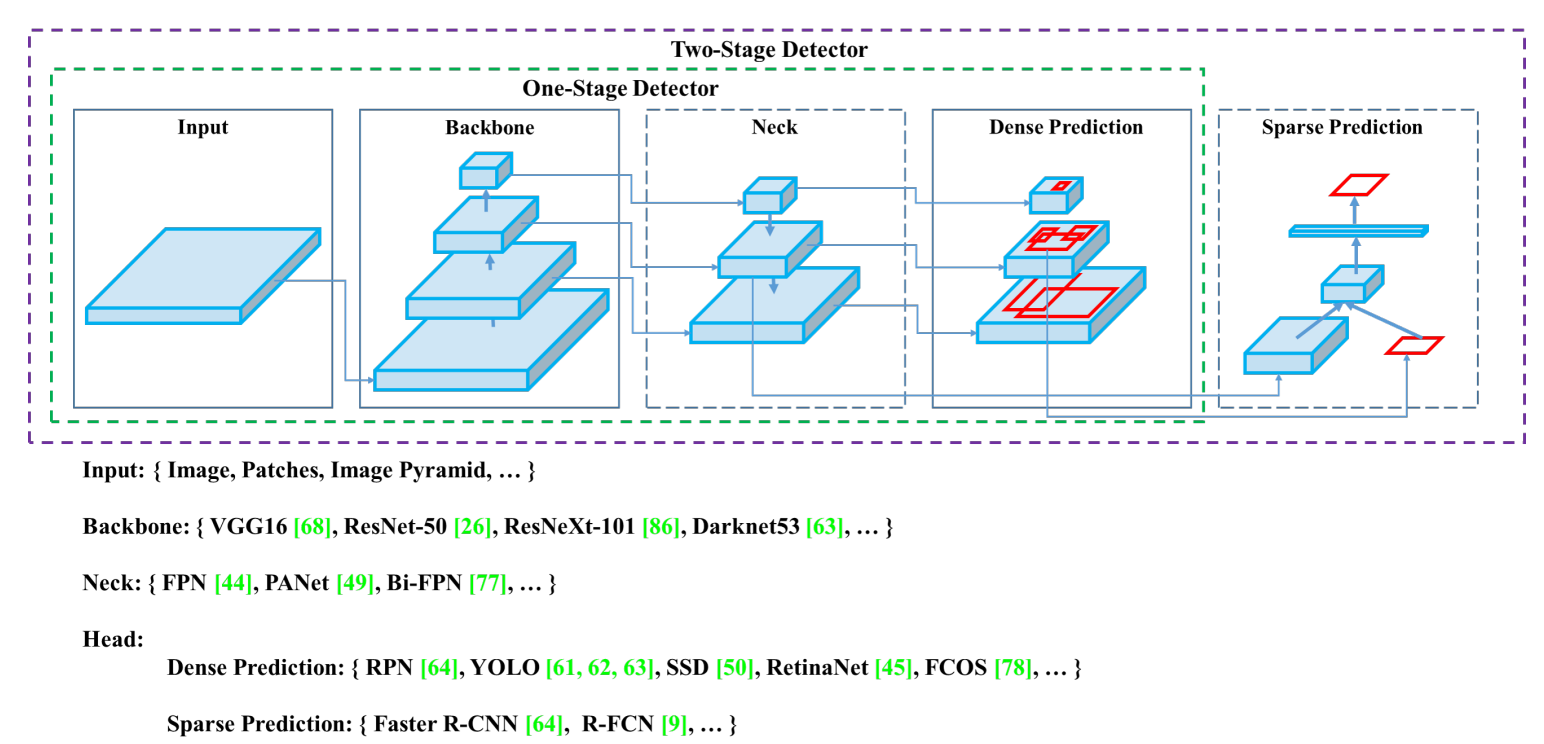 Two-Stage Detector
One-Stage Detector
Input
Backbone
Neck
Dense Prediction
Sparse Prediction
Input: { Image, Patches, Image Pyramid, … }
Backbone: { VGG16 [68], ResNet-50 [26], ResNeXt-101 [86], Darknet53 [63], … }
Neck: { FPN [44], PANet [49], Bi-FPN [77], … }
Head:
Dense Prediction: { RPN [64], YOLO [61, 62, 63], SSD [50], RetinaNet [45], FCOS [78], … }
Sparse Prediction: { Faster R-CNN [64], R-FCN [9], … }